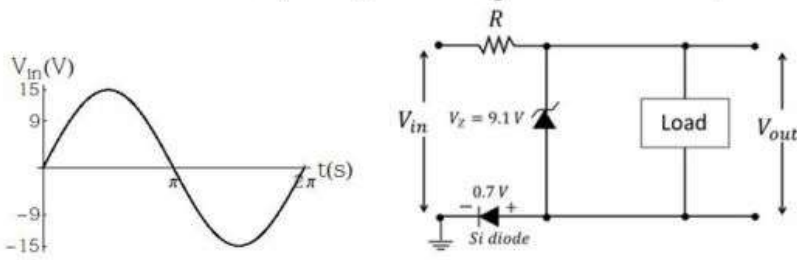 R
V_in(V)
15
9
-9
-15
π
2π
t(s)
V_in
V_Z = 9.1 V
Load
V_out
0.7 V
− +
Si diode